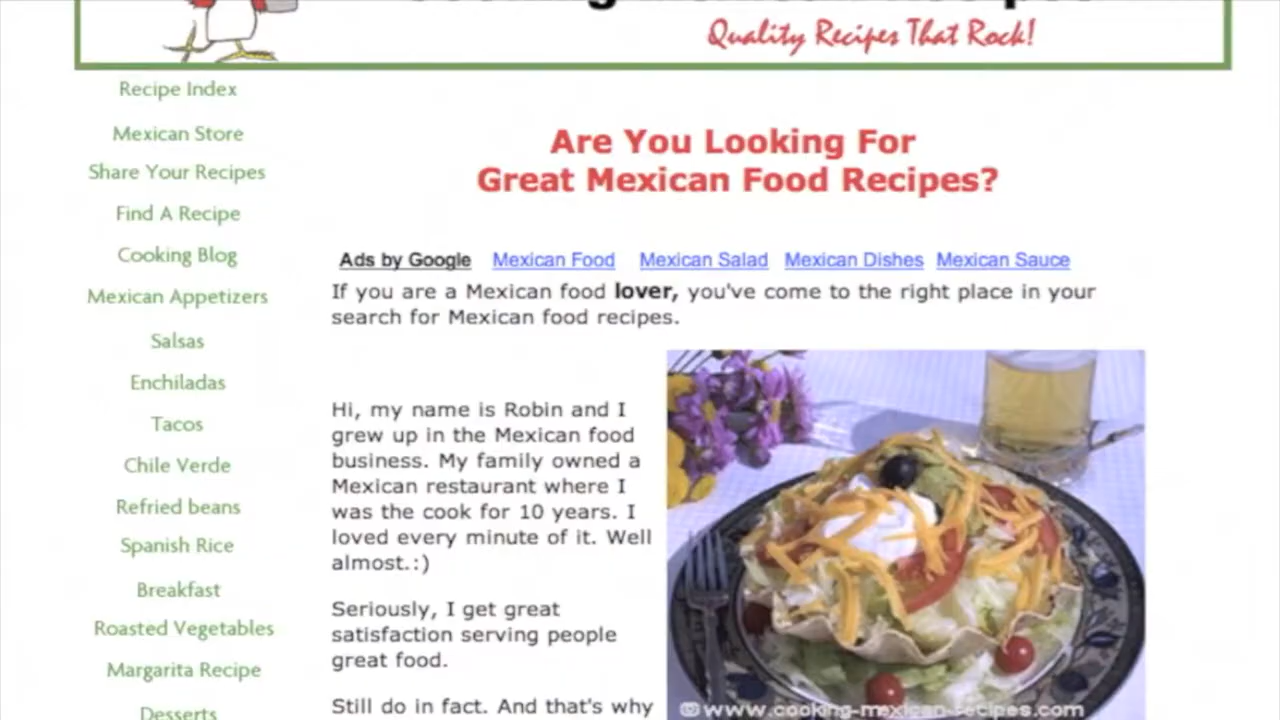 Quality Recipes That Rock!
Recipe Index
Mexican Store
Share Your Recipes
Find A Recipe
Cooking Blog
Mexican Appetizers
Salsas
Enchiladas
Tacos
Chile Verde
Refried beans
Spanish Rice
Breakfast
Roasted Vegetables
Margarita Recipe
Desserts
Are You Looking For
Great Mexican Food Recipes?
Ads by Google Mexican Food Mexican Salad Mexican Dishes Mexican Sauce
If you are a Mexican food lover, you've come to the right place in your
search for Mexican food recipes.
Hi, my name is Robin and I
grew up in the Mexican food
business. My family owned a
Mexican restaurant where I
was the cook for 10 years. I
loved every minute of it. Well
almost.:)
Seriously, I get great
satisfaction serving people
great food.
Still do in fact. And that's why
©www.cooking-mexican-recipes.com